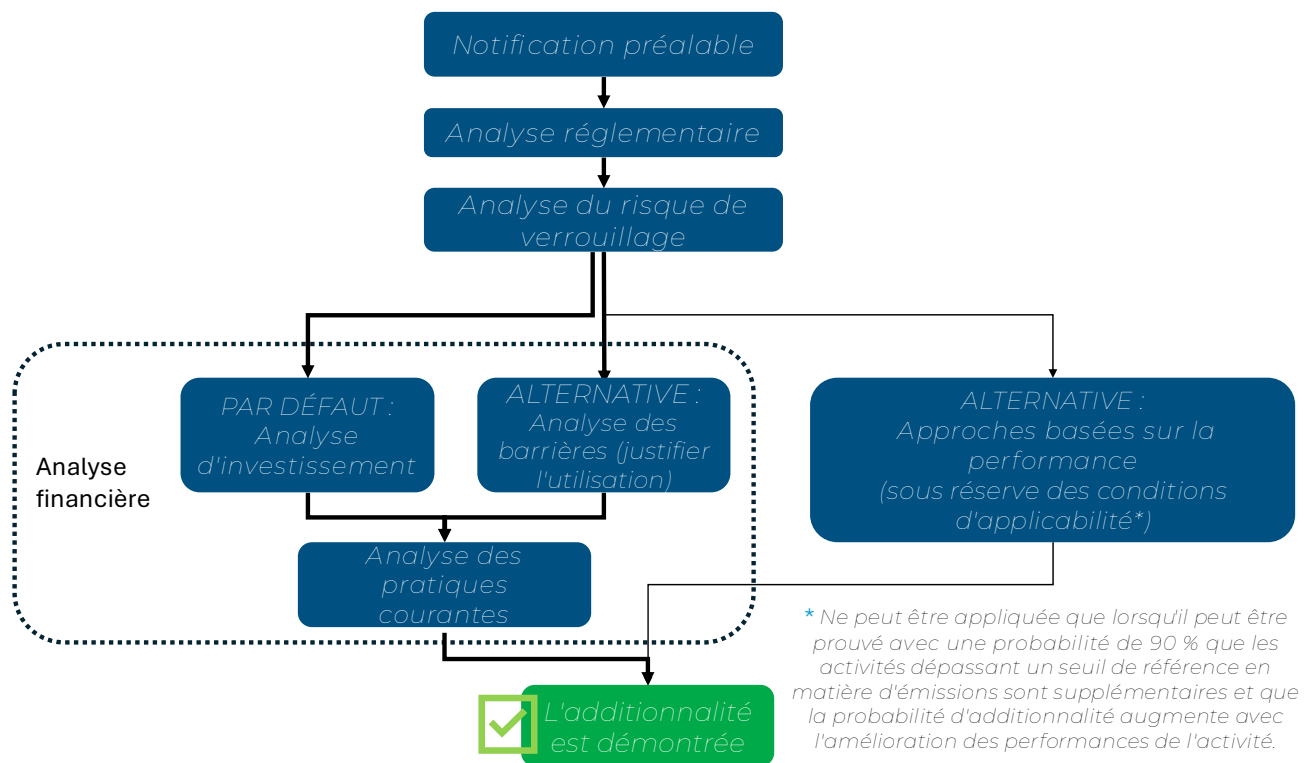 Notification préalable
Analyse réglementaire
Analyse du risque de
verrouillage
PAR DÉFAUT :
Analyse
d'investissement
ALTERNATIVE :
Analyse des
barrières (justifier
l'utilisation)
ALTERNATIVE :
Approches basées sur la
performance
(sous réserve des conditions
d'applicabilité*)
Analyse
financière
Analyse des
pratiques
courantes
* Ne peut être appliquée que lorsqu'il peut être
prouvé avec une probabilité de 90 % que les
activités dépassant un seuil de référence en
matière d'émissions sont supplémentaires et que
la probabilité d'additionnalité augmente avec
l'amélioration des performances de l'activité.
L'additionnalité
est démontrée